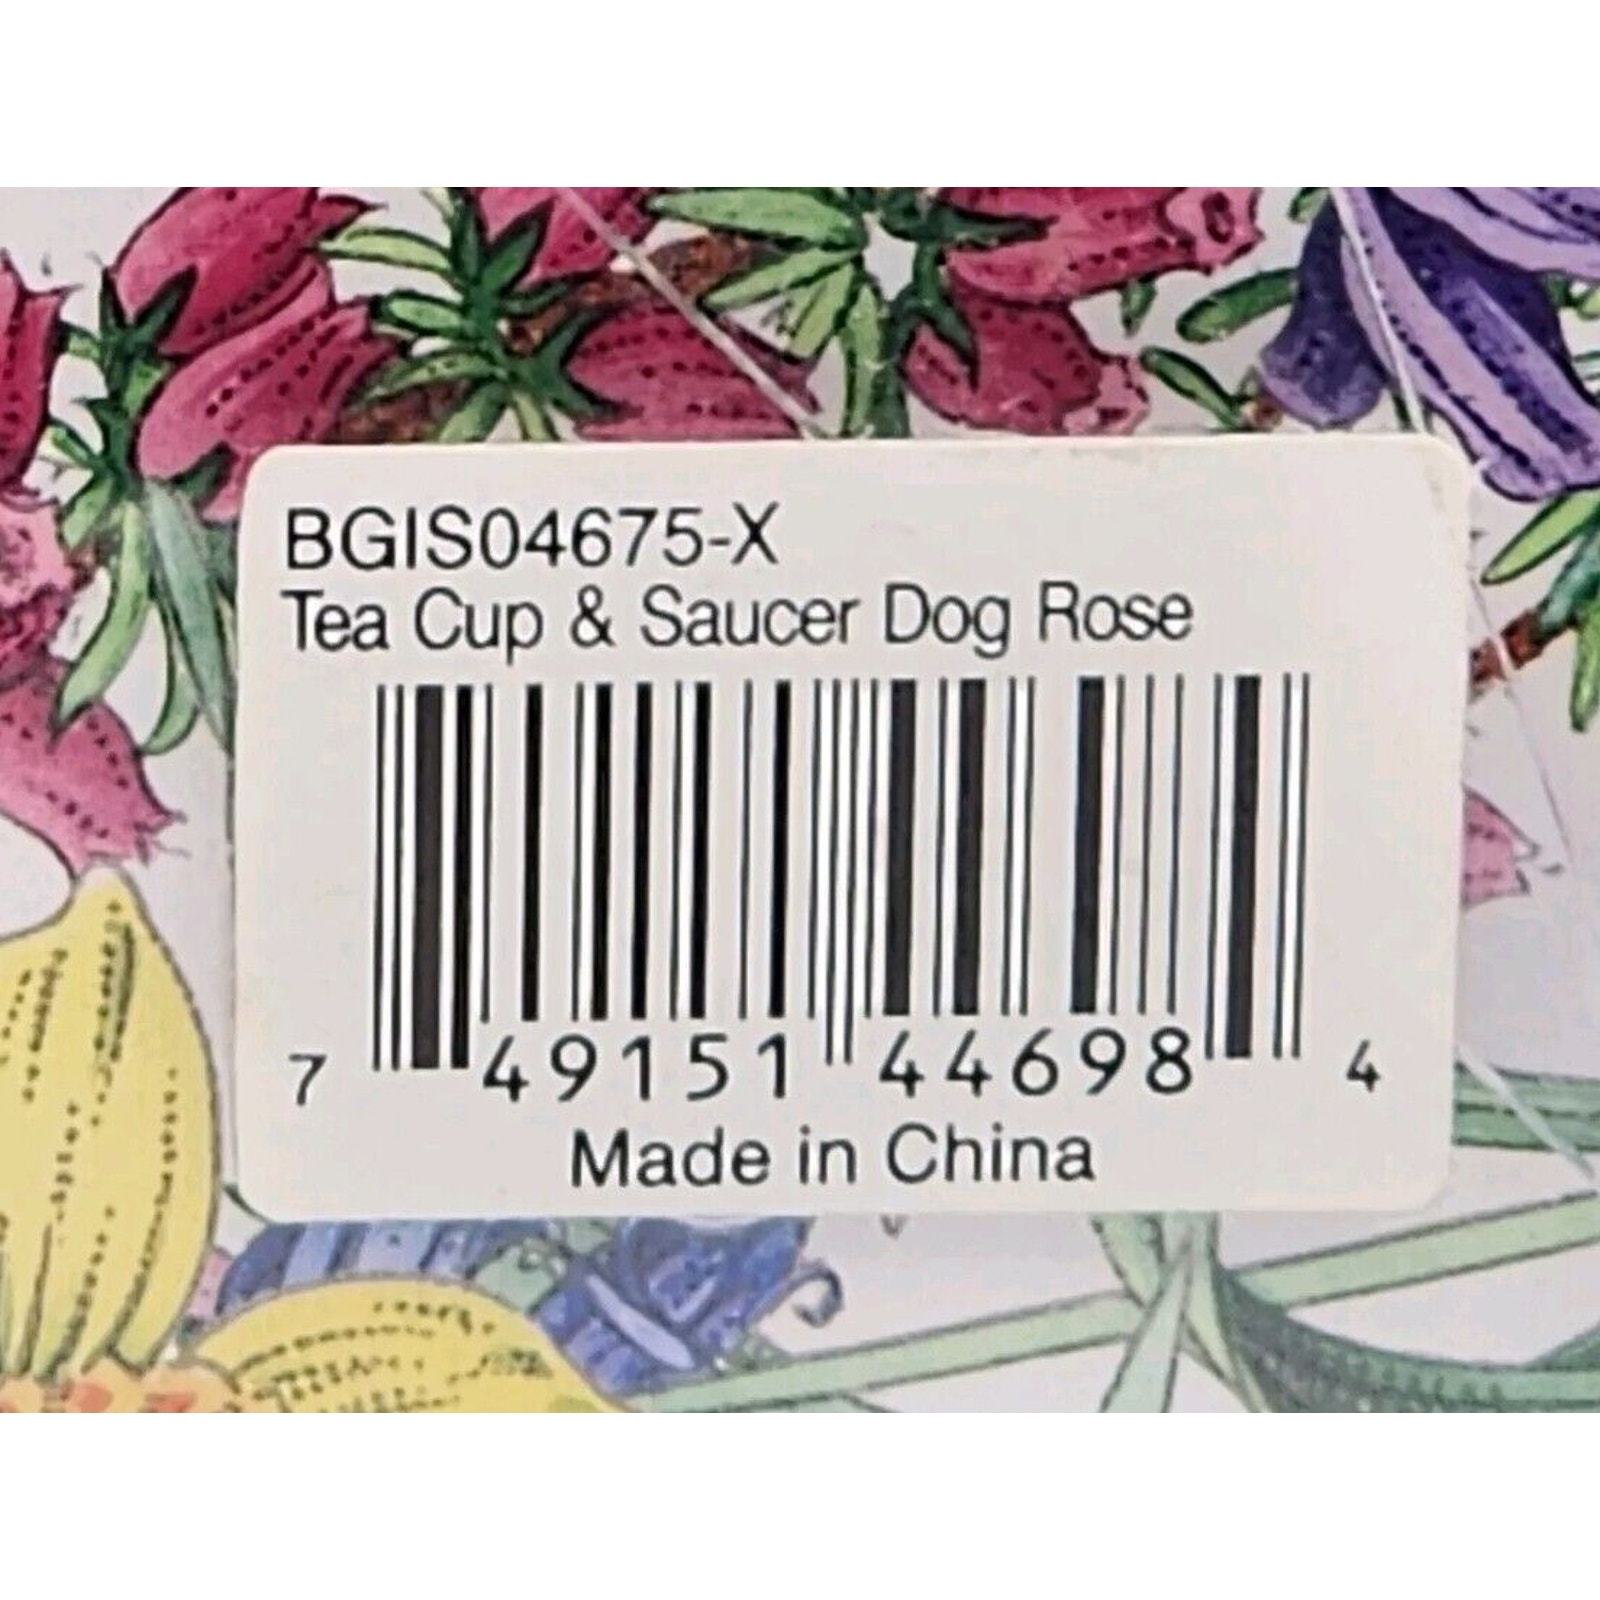 BGIS04675-X
Tea Cup & Saucer Dog Rose
7 49151 44698 4
Made in China